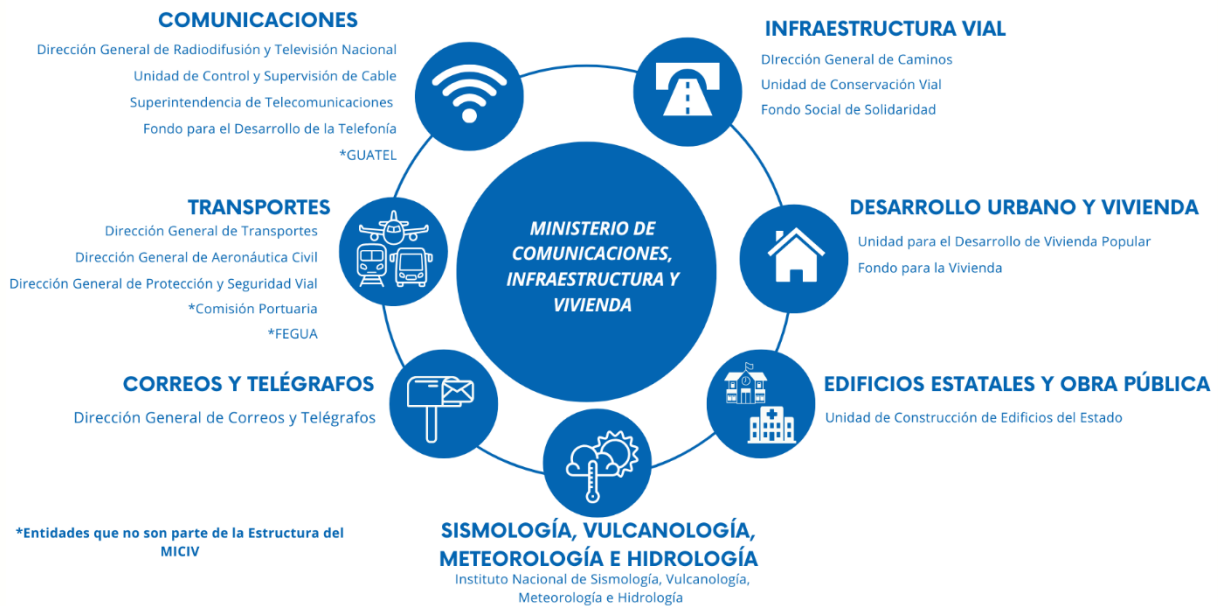 COMUNICACIONES
Dirección General de Radiodifusión y Televisión Nacional
Unidad de Control y Supervisión de Cable
Superintendencia de Telecomunicaciones
Fondo para el Desarrollo de la Telefonía
*GUATEL
INFRAESTRUCTURA VIAL
DIrección General de Caminos
Unidad de Conservación Vial
Fondo Social de Solidaridad
TRANSPORTES
Dirección General de Transportes
Dirección General de Aeronáutica Civil
Dirección General de Protección y Seguridad Vial
*Comisión Portuaria
*FEGUA
MINISTERIO DE
COMUNICACIONES,
INFRAESTRUCTURA Y
VIVIENDA
DESARROLLO URBANO Y VIVIENDA
Unidad para el Desarrollo de Vivienda Popular
Fondo para la Vivienda
CORREOS Y TELÉGRAFOS
Dirección General de Correos y Telégrafos
EDIFICIOS ESTATALES Y OBRA PÚBLICA
Unidad de Construcción de Edificios del Estado
SISMOLOGÍA, VULCANOLOGÍA,
METEOROLOGÍA E HIDROLOGÍA
Instituto Nacional de Sismología, Vulcanología,
Meteorología e Hidrología
*Entidades que no son parte de la Estructura del
MICIV